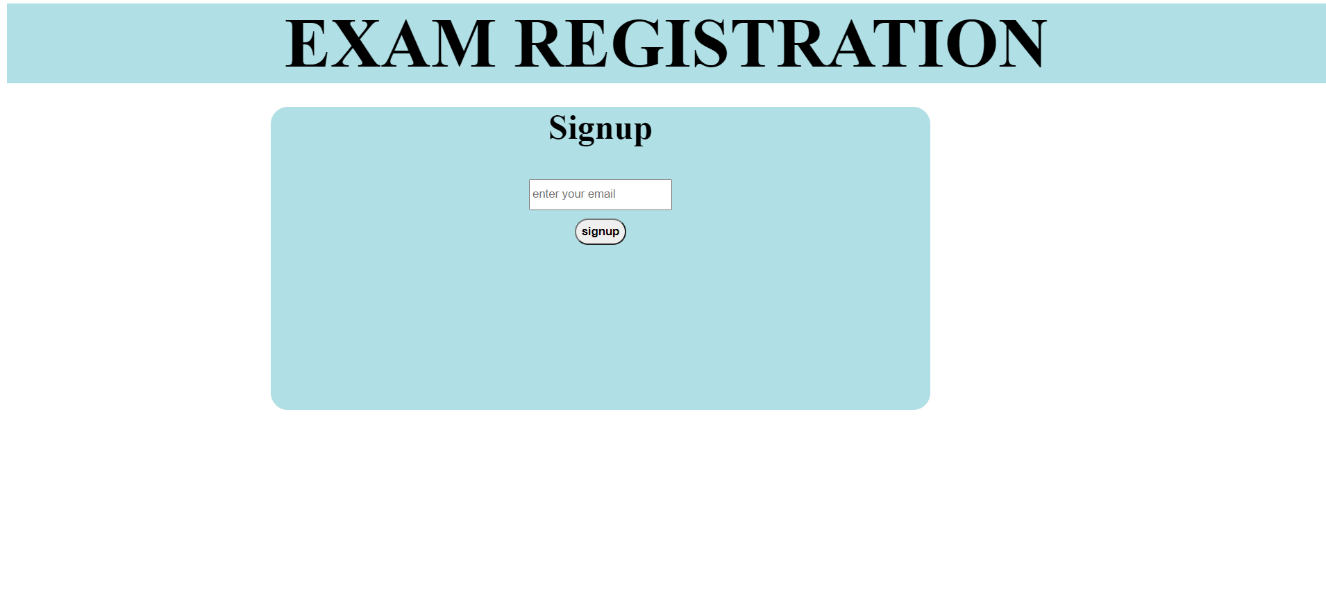 EXAM REGISTRATION
Signup
enter your email
signup